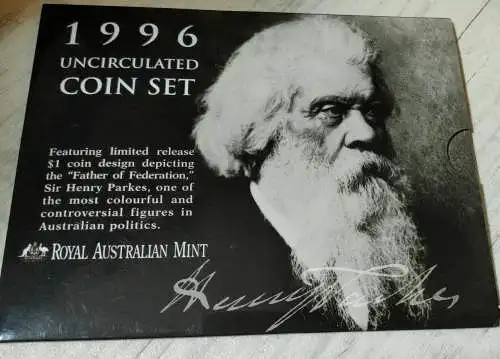 1996
UNCIRCULATED
COIN SET
Featuring limited release
$1 coin design depicting
the "Father of Federation,"
Sir Henry Parkes, one of
the most colourful and
controversial figures in
Australian politics.
ROYAL AUSTRALIAN MINT
Henry Parkes